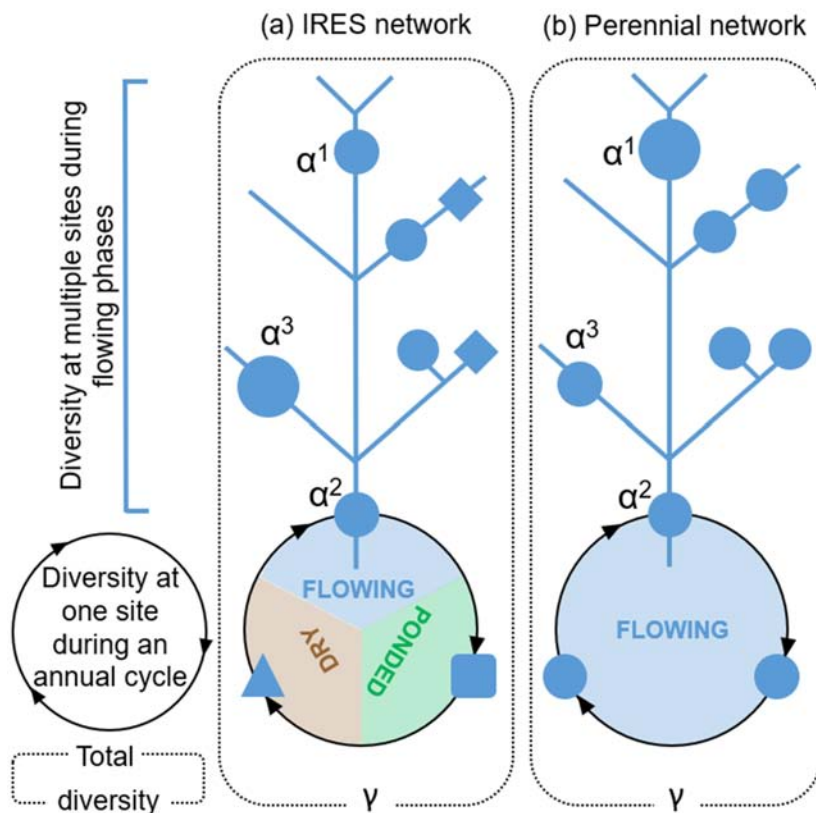 (a) IRES network
(b) Perennial network
Diversity at multiple sites during
flowing phases
α¹
α³
α²
FLOWING
DRY
PONDED
γ
α¹
α³
α²
FLOWING
γ
Diversity at
one site
during an
annual cycle
Total
diversity